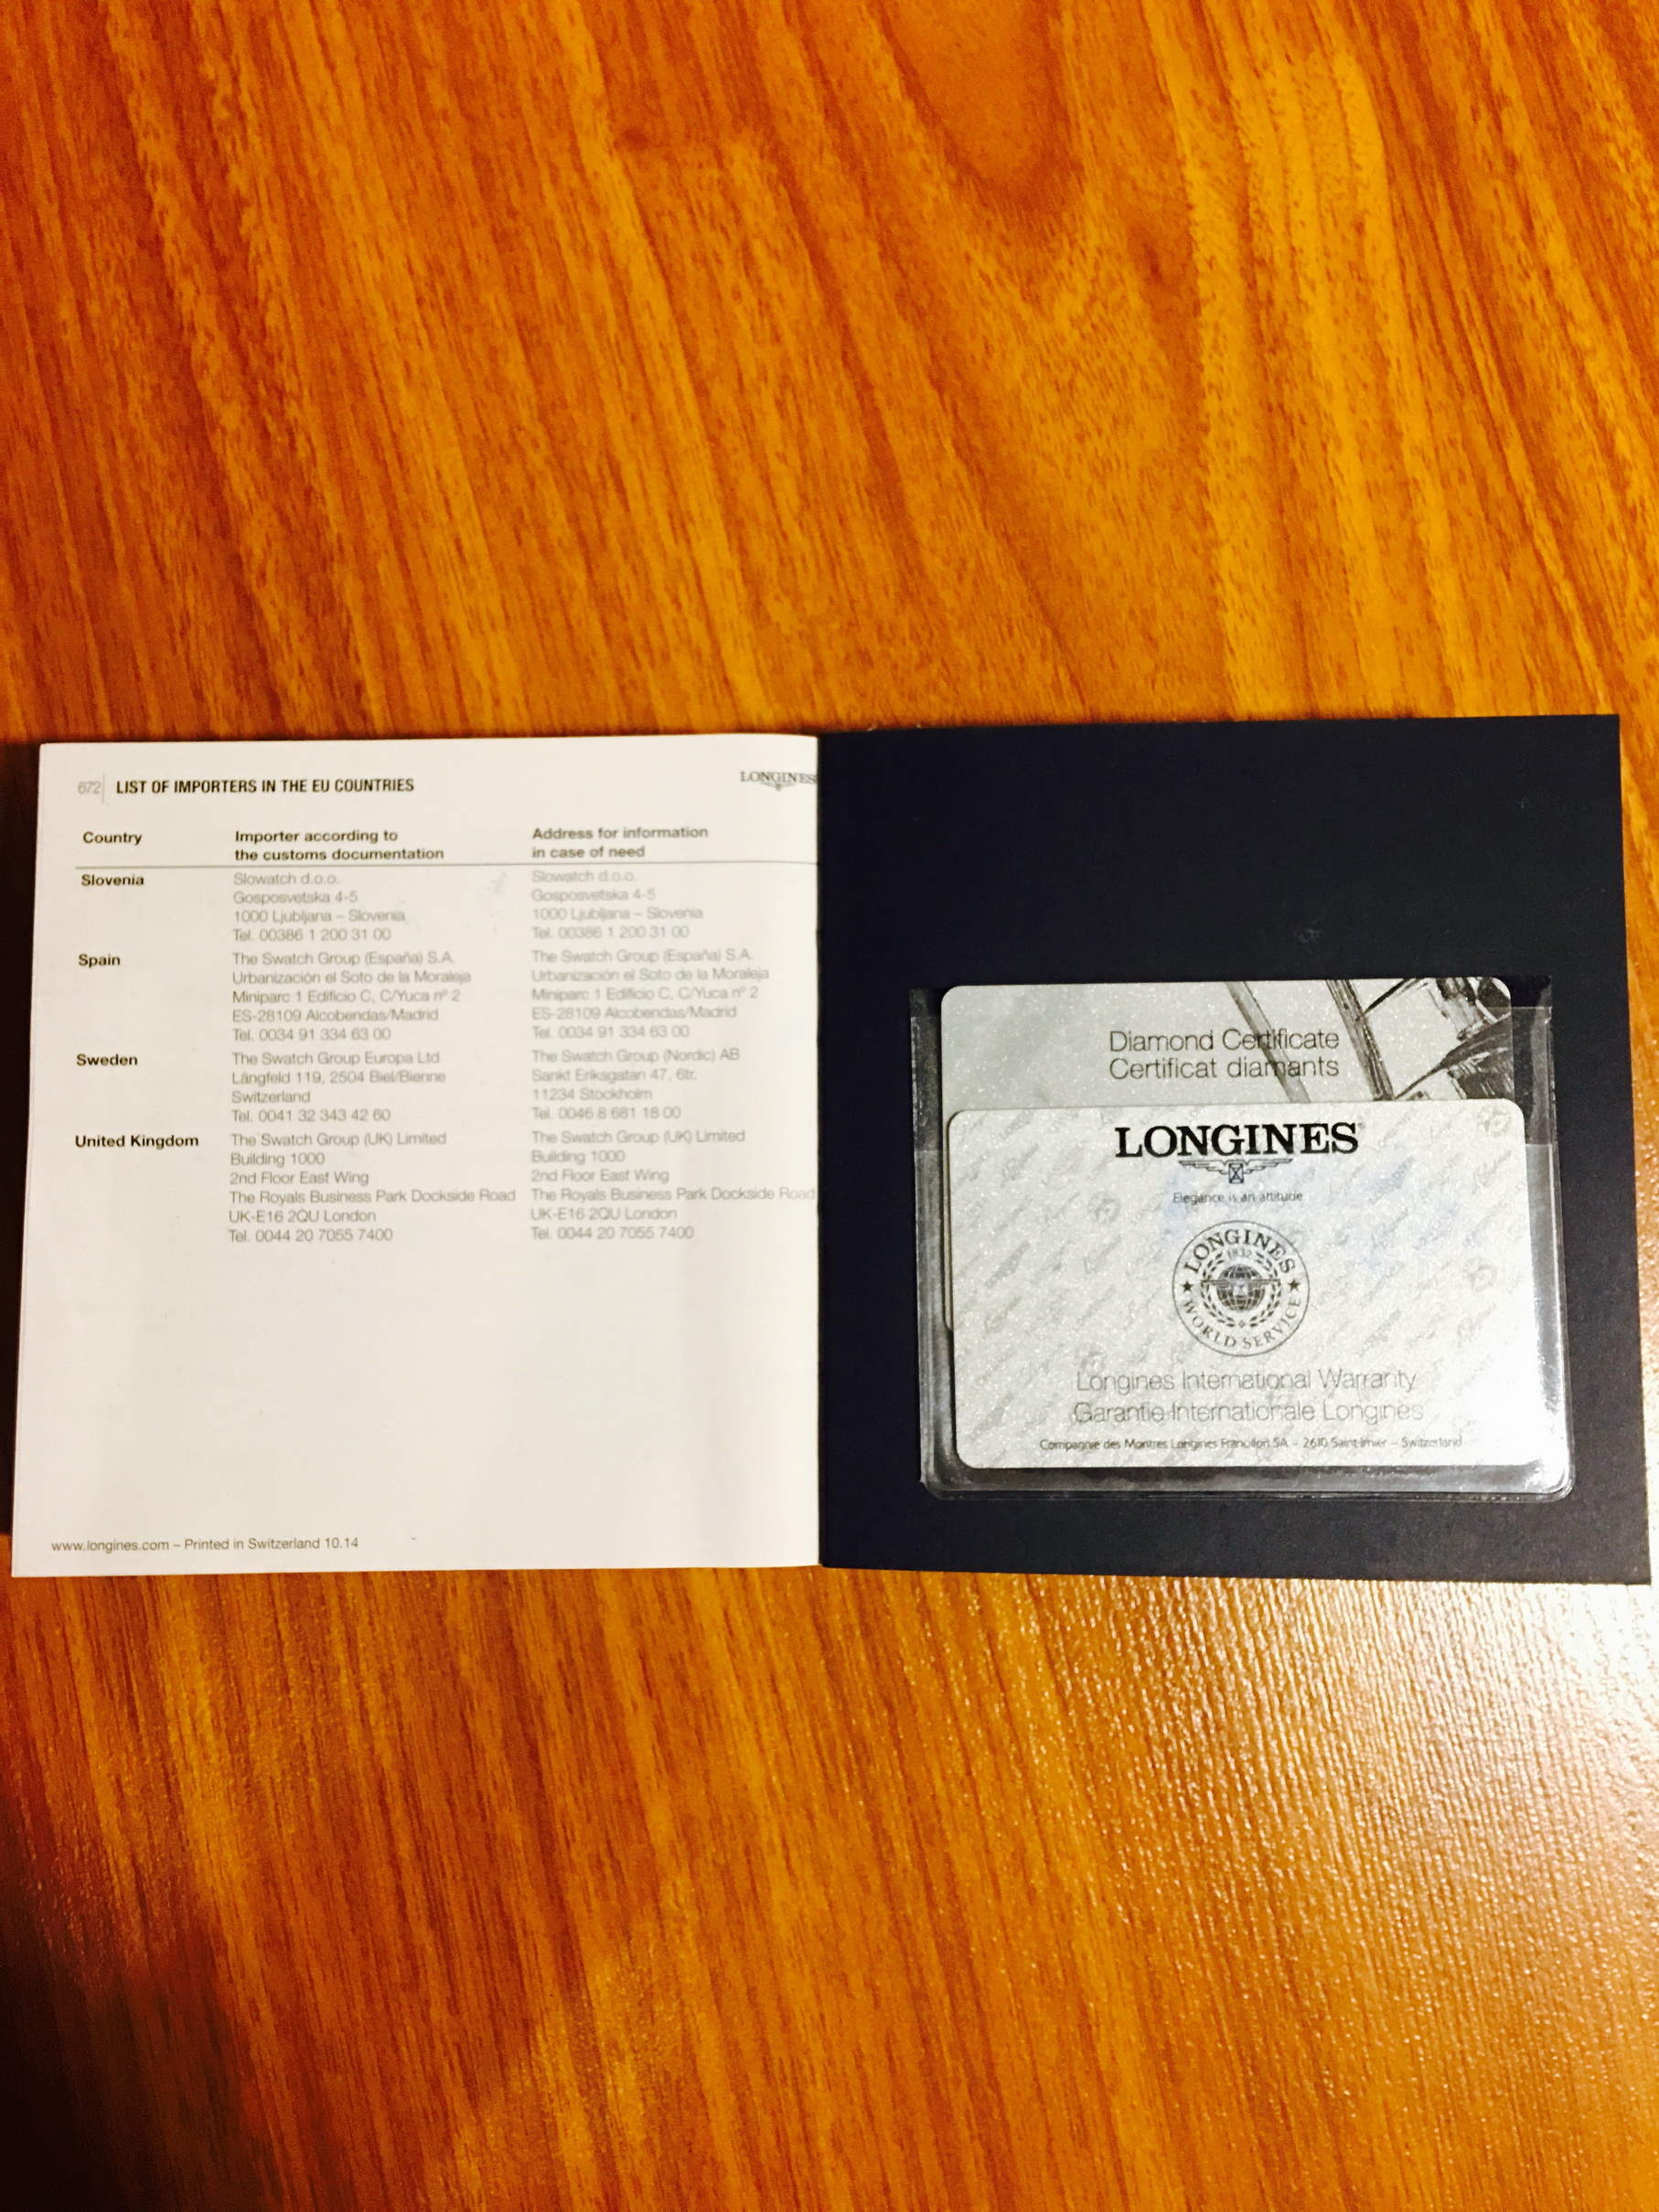 672 LIST OF IMPORTERS IN THE EU COUNTRIES
LONGINES
Country
Importer according to
the customs documentation
Address for information
in case of need
Slovenia
Slowatch d.o.o.
Gosposvetska 4-5
1000 Ljubljana – Slovenia
Tel. 00386 1 200 31 00
Slowatch d.o.o.
Gosposvetska 4-5
1000 Ljubljana – Slovenia
Tel. 00386 1 200 31 00
Spain
The Swatch Group (España) S.A.
Urbanización el Soto de la Moraleja
Miniparc 1 Edificio C, C/Yuca nº 2
ES-28109 Alcobendas/Madrid
Tel. 0034 91 334 63 00
The Swatch Group (España) S.A.
Urbanización el Soto de la Moraleja
Miniparc 1 Edificio C, C/Yuca nº 2
ES-28109 Alcobendas/Madrid
Tel. 0034 91 334 63 00
Sweden
The Swatch Group Europa Ltd
Längfeld 119, 2504 Biel/Bienne
Switzerland
Tel. 0041 32 343 42 60
The Swatch Group (Nordic) AB
Sankt Eriksgatan 47, 6tr.
11234 Stockholm
Tel. 0046 8 681 18 00
United Kingdom
The Swatch Group (UK) Limited
Building 1000
2nd Floor East Wing
The Royals Business Park Dockside Road
UK-E16 2QU London
Tel. 0044 20 7055 7400
The Swatch Group (UK) Limited
Building 1000
2nd Floor East Wing
The Royals Business Park Dockside Road
UK-E16 2QU London
Tel. 0044 20 7055 7400
www.longines.com – Printed in Switzerland 10.14
Diamond Certificate
Certificat diamants
LONGINES
Elegance is an attitude
LONGINES
1832
WORLD SERVICE
Longines International Warranty
Garantie Internationale Longines
Compagnie des Montres Longines Francillon SA – 2610 Saint-Imier – Switzerland